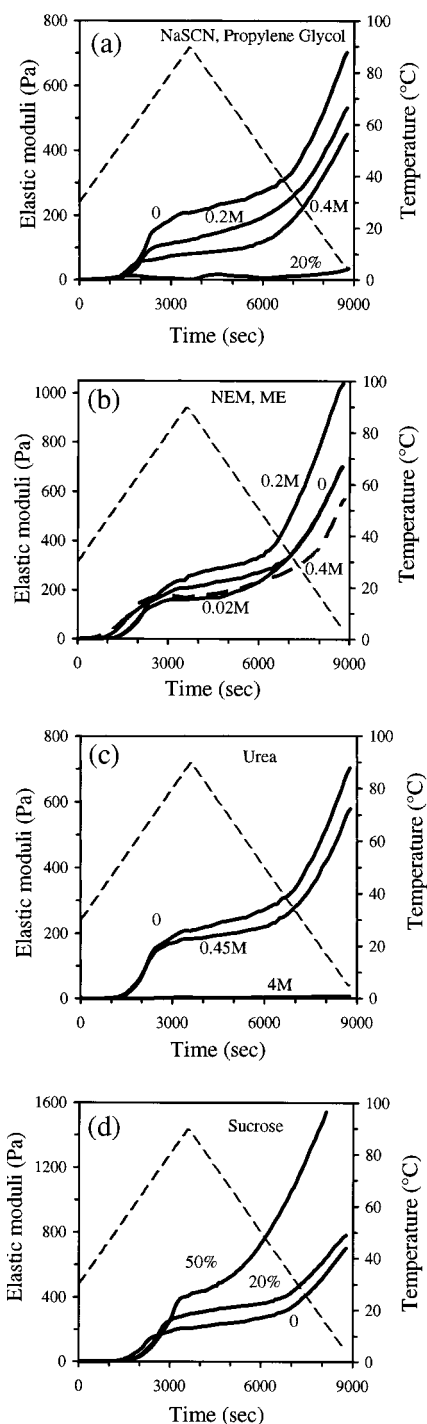 (a)
NaSCN, Propylene Glycol
800
600
400
200
0
100
80
60
40
20
0
0
0.2M
0.4M
20%
0 3000 6000 9000
Elastic moduli (Pa)
Temperature (°C)
Time (sec)
(b)
NEM, ME
1000
800
600
400
200
0
100
80
60
40
20
0
0.2M
0
0.4M
0.02M
0 3000 6000 9000
Elastic moduli (Pa)
Temperature (°C)
Time (sec)
(c)
Urea
800
600
400
200
0
100
80
60
40
20
0
0
0.45M
4M
0 3000 6000 9000
Elastic moduli (Pa)
Temperature (°C)
Time (sec)
(d)
Sucrose
1600
1200
800
400
0
100
80
60
40
20
0
50%
20%
0
0 3000 6000 9000
Elastic moduli (Pa)
Temperature (°C)
Time (sec)